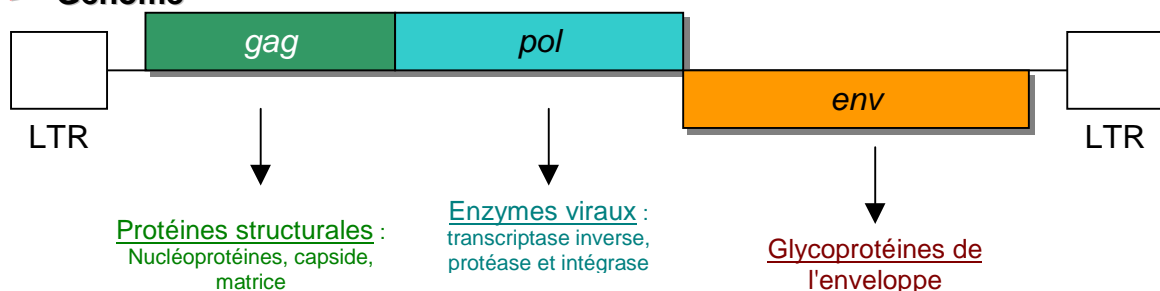 Génome
gag
pol
env
LTR
LTR
Protéines structurales :
Nucléoprotéines, capside,
matrice
Enzymes viraux :
transcriptase inverse,
protéase et intégrase
Glycoprotéines de
l'enveloppe